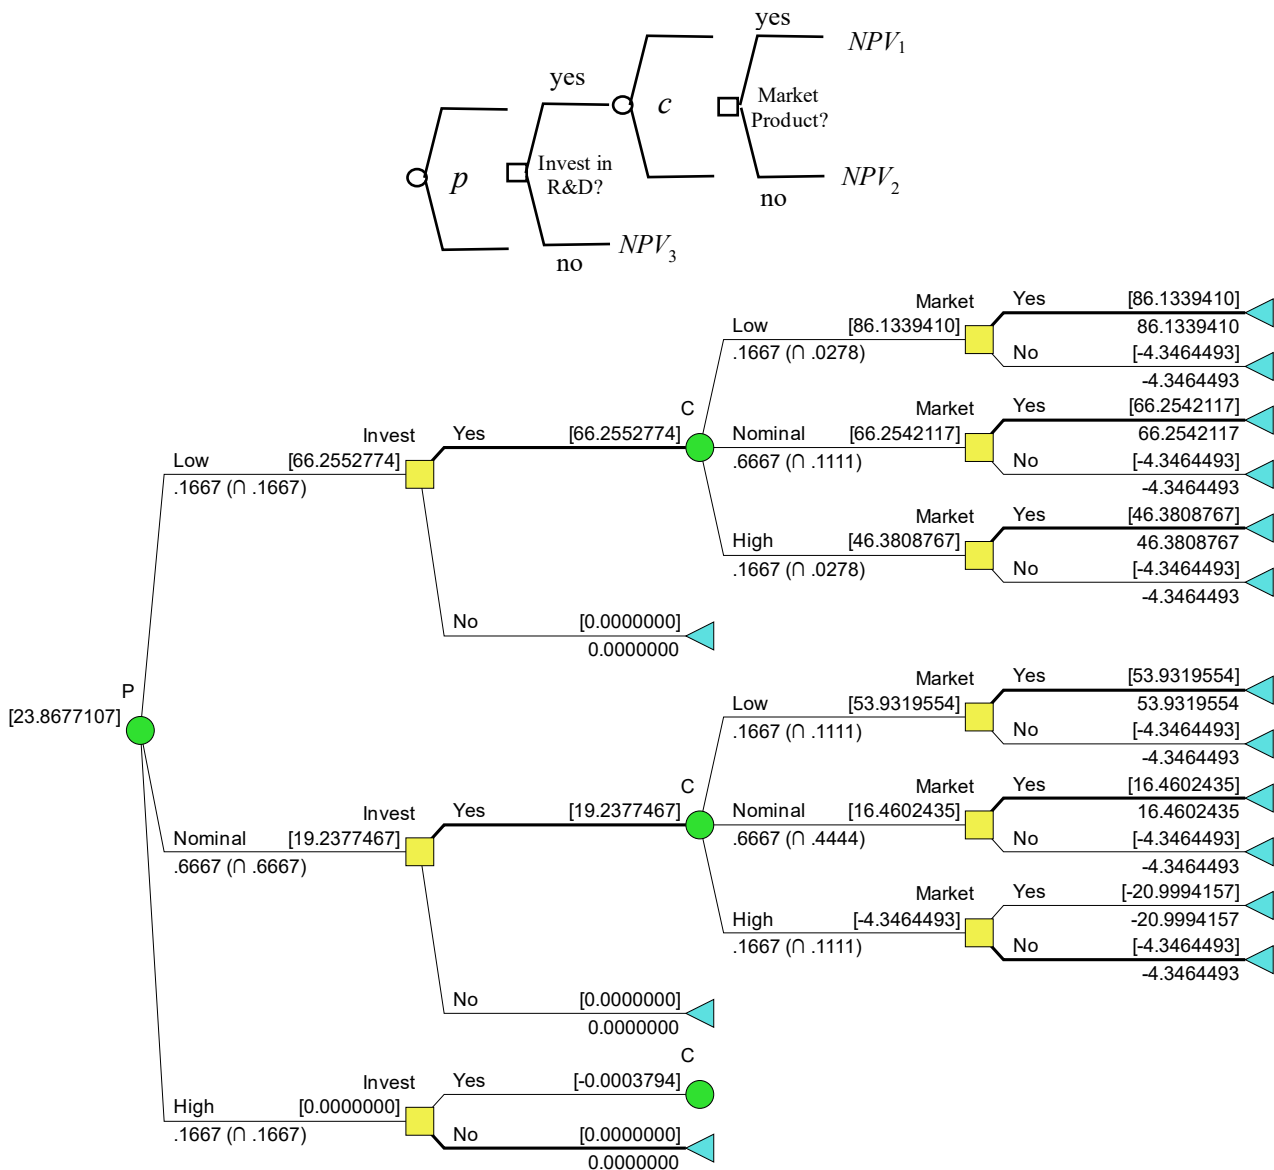 yes
NPV1
yes
c
Market
Product?
p
Invest in
R&D?
NPV2
no
NPV3
no
Market Yes [86.1339410]
Low [86.1339410] 86.1339410
.1667 (∩ .0278) No [-4.3464493]
-4.3464493
C Market Yes [66.2542117]
Invest Yes [66.2552774] Nominal [66.2542117] 66.2542117
Low [66.2552774] .6667 (∩ .1111) No [-4.3464493]
.1667 (∩ .1667) -4.3464493
Market Yes [46.3808767]
High [46.3808767] 46.3808767
.1667 (∩ .0278) No [-4.3464493]
-4.3464493
No [0.0000000]
0.0000000
Market Yes [53.9319554]
P Low [53.9319554] 53.9319554
[23.8677107] .1667 (∩ .1111) No [-4.3464493]
-4.3464493
C Market Yes [16.4602435]
Invest Yes [19.2377467] Nominal [16.4602435] 16.4602435
Nominal [19.2377467] .6667 (∩ .4444) No [-4.3464493]
.6667 (∩ .6667) -4.3464493
Market Yes [-20.9994157]
High [-4.3464493] -20.9994157
.1667 (∩ .1111) No [-4.3464493]
-4.3464493
No [0.0000000]
0.0000000
C
Invest Yes [-0.0003794]
High [0.0000000]
.1667 (∩ .1667) No [0.0000000]
0.0000000